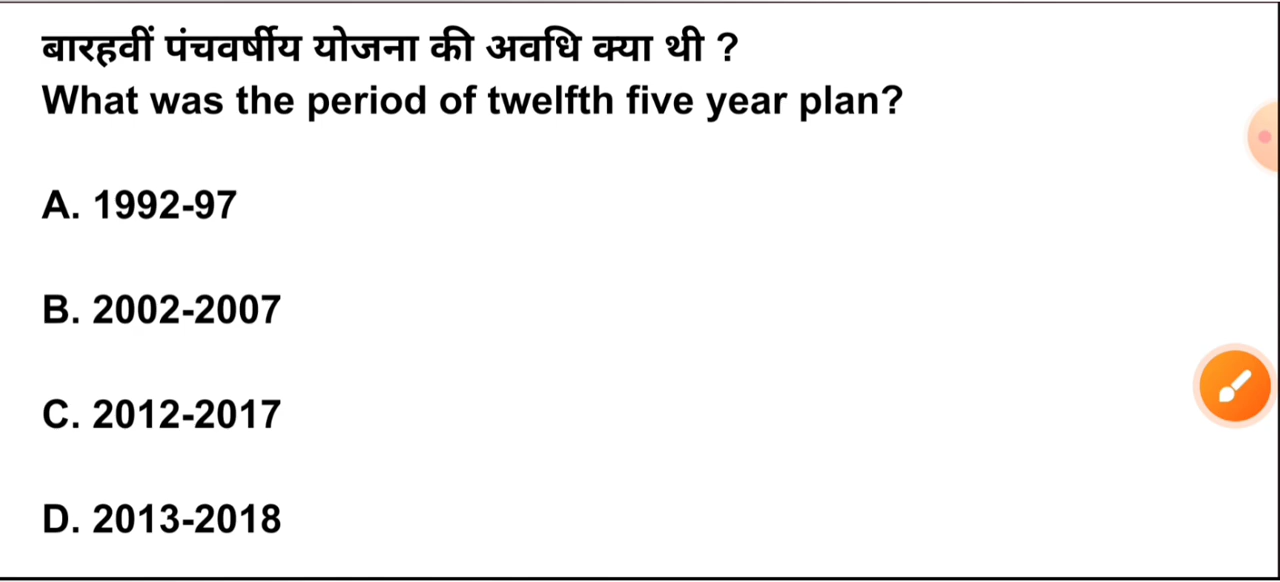 बारहवीं पंचवर्षीय योजना की अवधि क्या थी ?
What was the period of twelfth five year plan?
A. 1992-97
B. 2002-2007
C. 2012-2017
D. 2013-2018